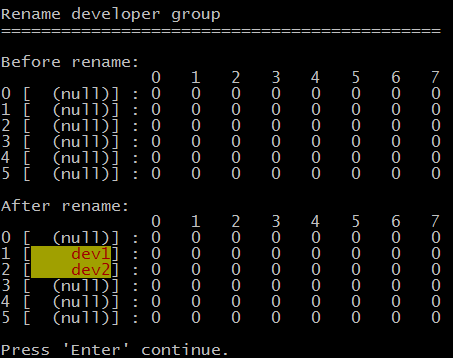 Rename developer group
============================================
Before rename:
0 1 2 3 4 5 6 7
0 [  (null)] : 0 0 0 0 0 0 0 0
1 [  (null)] : 0 0 0 0 0 0 0 0
2 [  (null)] : 0 0 0 0 0 0 0 0
3 [  (null)] : 0 0 0 0 0 0 0 0
4 [  (null)] : 0 0 0 0 0 0 0 0
5 [  (null)] : 0 0 0 0 0 0 0 0
After rename:
0 1 2 3 4 5 6 7
0 [  (null)] : 0 0 0 0 0 0 0 0
1 [    dev1] : 0 0 0 0 0 0 0 0
2 [    dev2] : 0 0 0 0 0 0 0 0
3 [  (null)] : 0 0 0 0 0 0 0 0
4 [  (null)] : 0 0 0 0 0 0 0 0
5 [  (null)] : 0 0 0 0 0 0 0 0
Press 'Enter' continue.